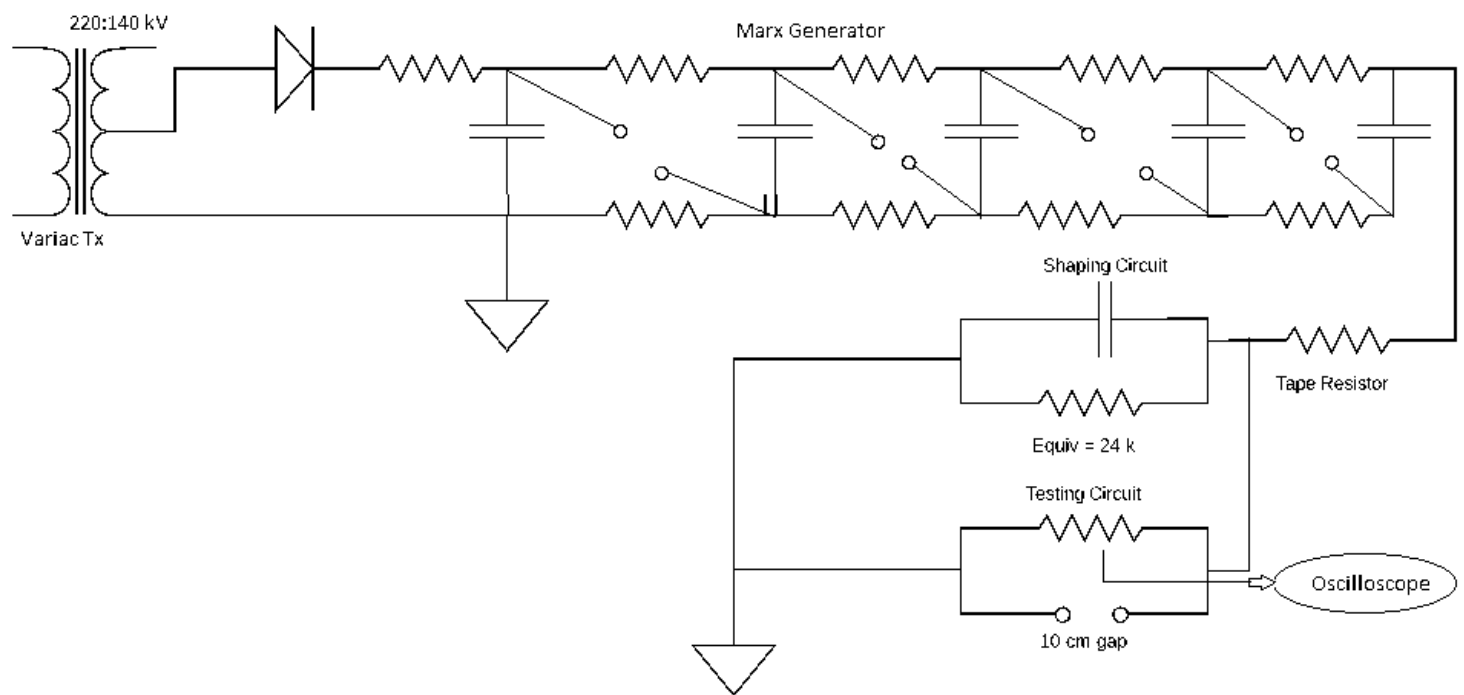 220:140 kV
Marx Generator
Variac Tx
Shaping Circuit
Tape Resistor
Equiv = 24 k
Testing Circuit
Oscilloscope
10 cm gap